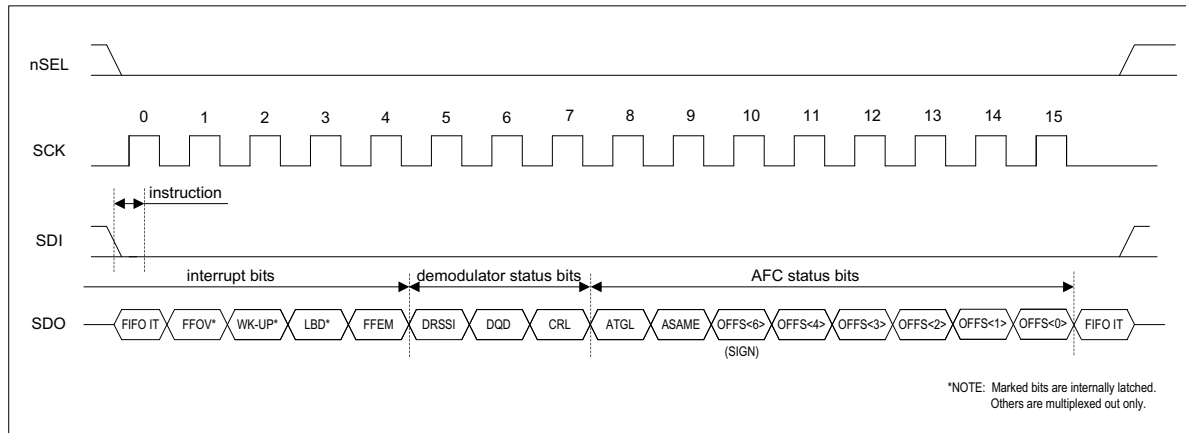 nSEL
0 1 2 3 4 5 6 7 8 9 10 11 12 13 14 15
SCK
instruction
SDI
interrupt bits demodulator status bits AFC status bits
SDO FIFO IT FFOV* WK-UP* LBD* FFEM DRSSI DQD CRL ATGL ASAME OFFS<6> OFFS<4> OFFS<3> OFFS<2> OFFS<1> OFFS<0> FIFO IT
(SIGN)
*NOTE: Marked bits are internally latched.
Others are multiplexed out only.